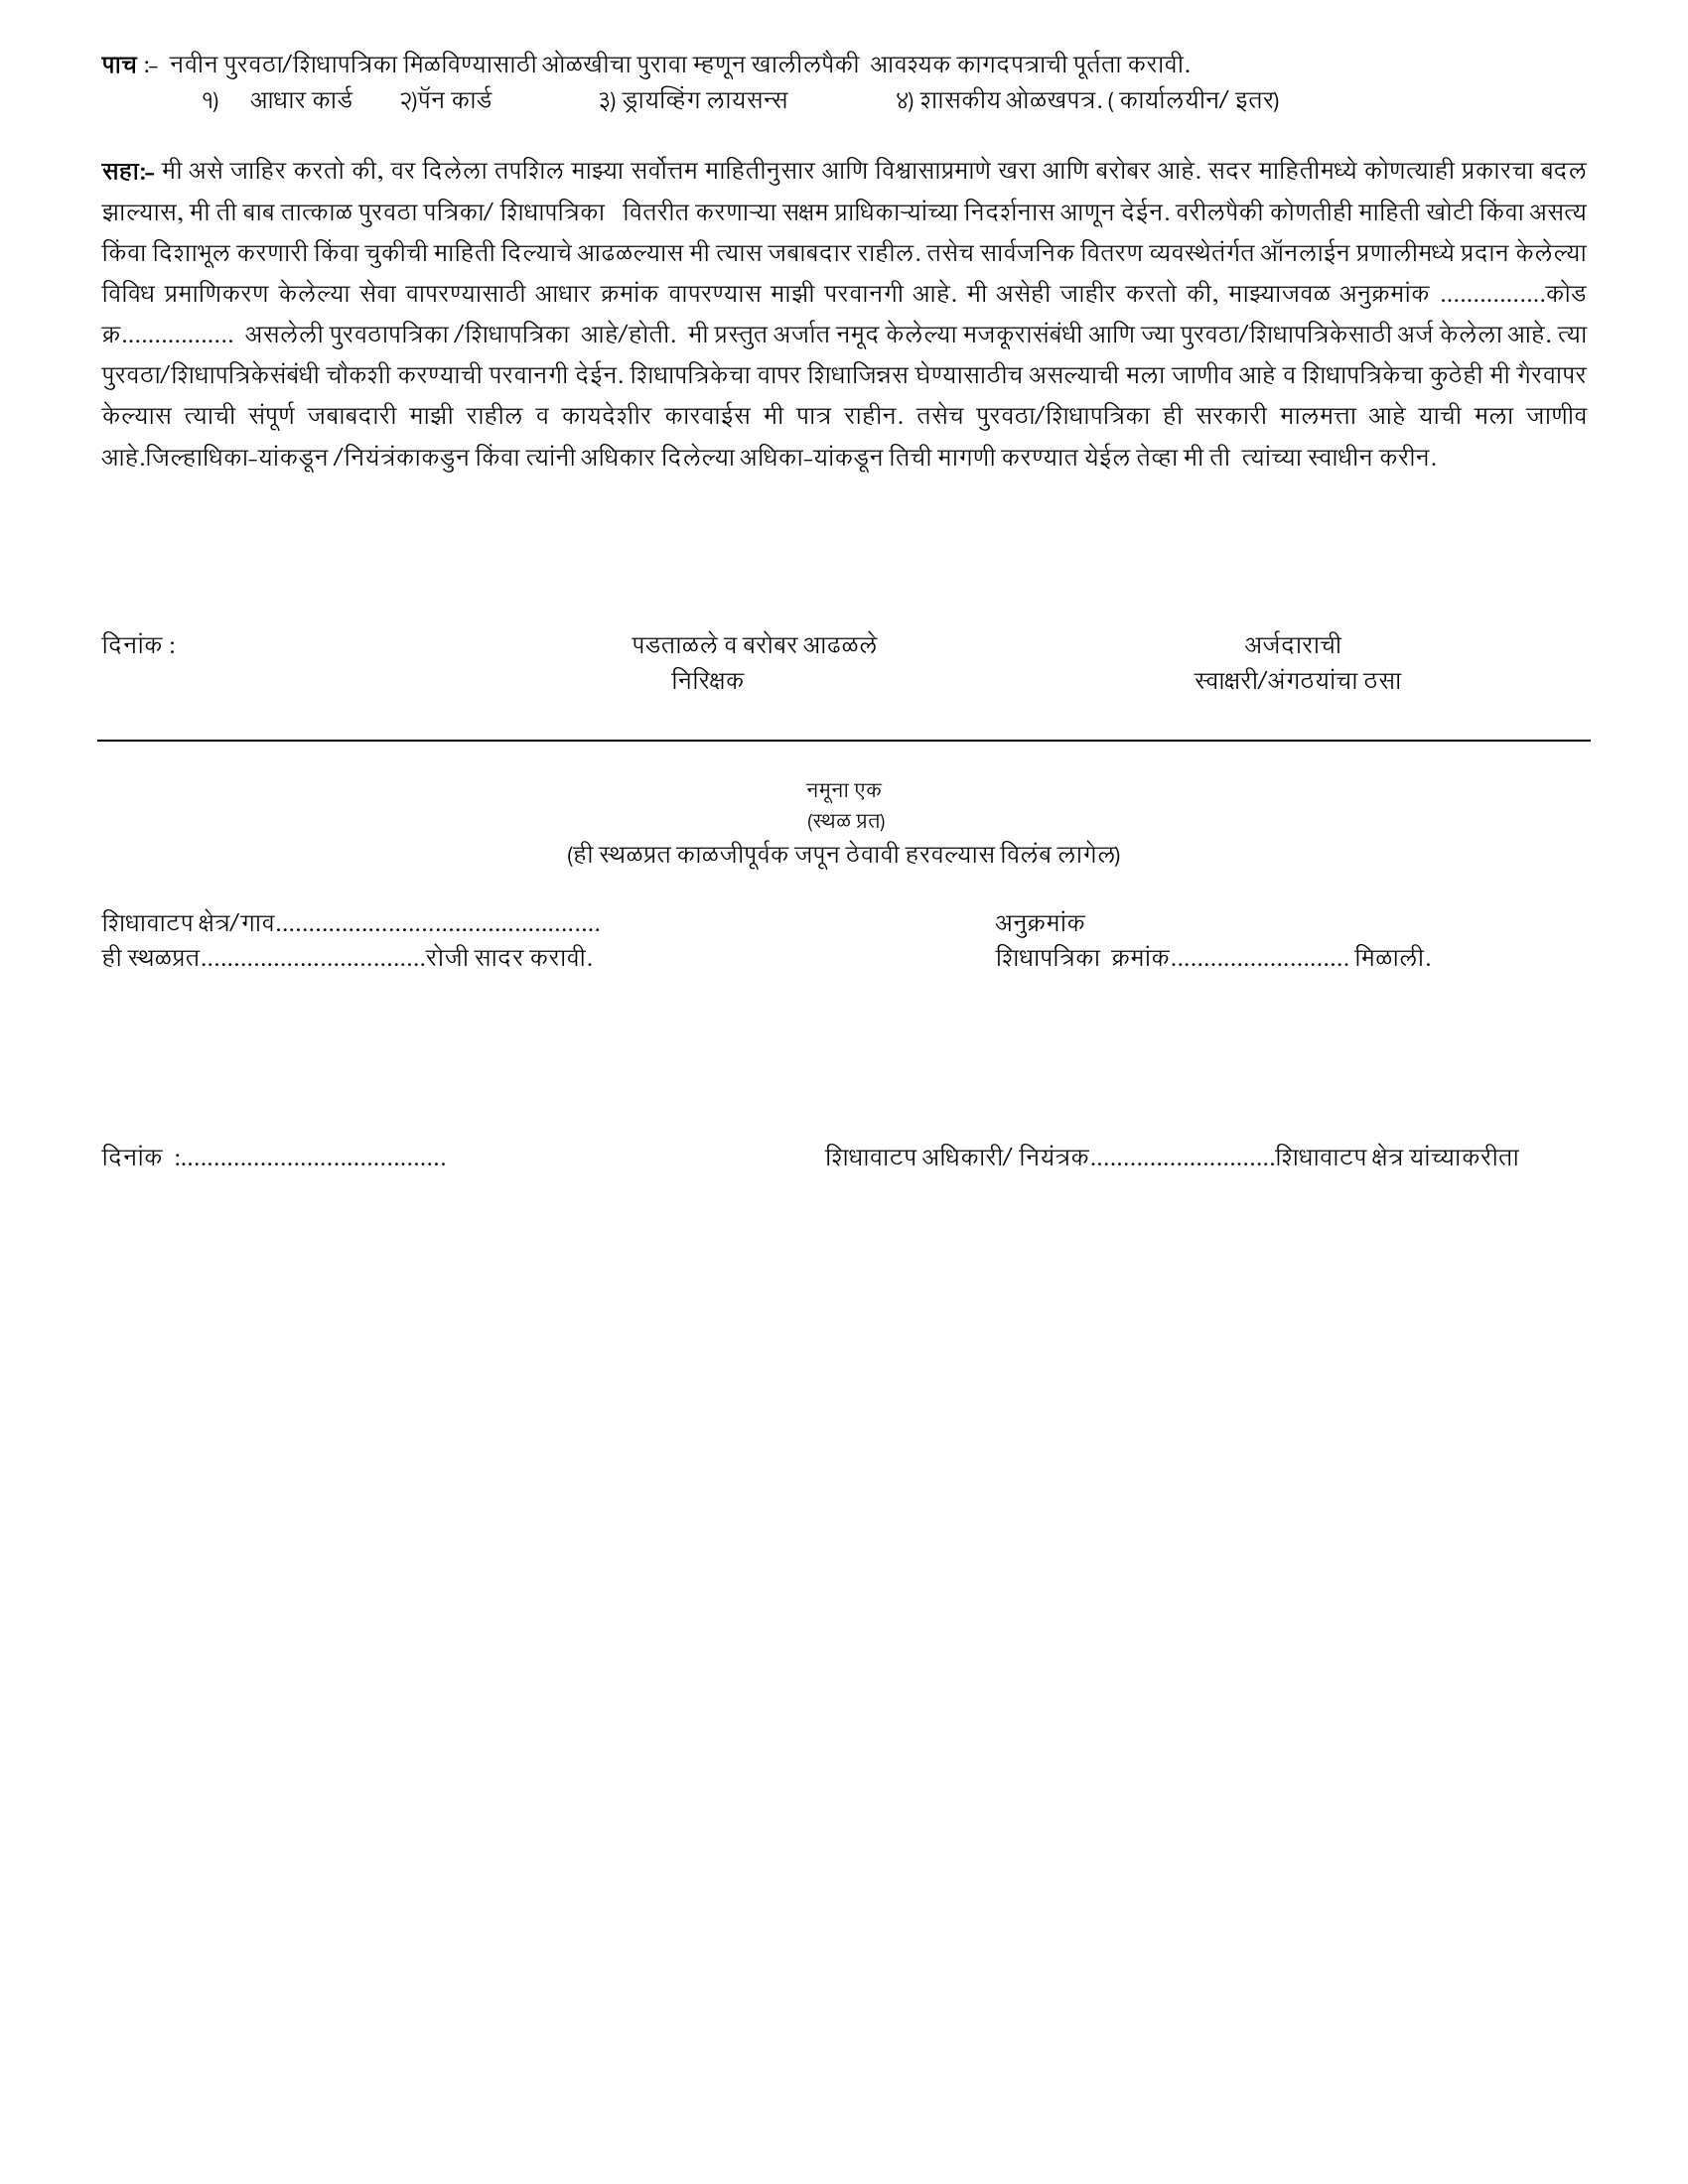 पाच :- नवीन पुरवठा/शिधापत्रिका मिळविण्यासाठी ओळखीचा पुरावा म्हणून खालीलपैकी आवश्यक कागदपत्राची पूर्तता करावी.
१) आधार कार्ड २)पॅन कार्ड ३) ड्रायव्हिंग लायसन्स ४) शासकीय ओळखपत्र. ( कार्यालयीन/ इतर)
सहा:- मी असे जाहिर करतो की, वर दिलेला तपशिल माझ्या सर्वोत्तम माहितीनुसार आणि विश्वासाप्रमाणे खरा आणि बरोबर आहे. सदर माहितीमध्ये कोणत्याही प्रकारचा बदल
झाल्यास, मी ती बाब तात्काळ पुरवठा पत्रिका/ शिधापत्रिका वितरीत करणाऱ्या सक्षम प्राधिकाऱ्यांच्या निदर्शनास आणून देईन. वरीलपैकी कोणतीही माहिती खोटी किंवा असत्य
किंवा दिशाभूल करणारी किंवा चुकीची माहिती दिल्याचे आढळल्यास मी त्यास जबाबदार राहील. तसेच सार्वजनिक वितरण व्यवस्थेतंर्गत ऑनलाईन प्रणालीमध्ये प्रदान केलेल्या
विविध प्रमाणिकरण केलेल्या सेवा वापरण्यासाठी आधार क्रमांक वापरण्यास माझी परवानगी आहे. मी असेही जाहीर करतो की, माझ्याजवळ अनुक्रमांक ................कोड
क्र................. असलेली पुरवठापत्रिका /शिधापत्रिका आहे/होती. मी प्रस्तुत अर्जात नमूद केलेल्या मजकूरासंबंधी आणि ज्या पुरवठा/शिधापत्रिकेसाठी अर्ज केलेला आहे. त्या
पुरवठा/शिधापत्रिकेसंबंधी चौकशी करण्याची परवानगी देईन. शिधापत्रिकेचा वापर शिधाजिन्नस घेण्यासाठीच असल्याची मला जाणीव आहे व शिधापत्रिकेचा कुठेही मी गैरवापर
केल्यास त्याची संपूर्ण जबाबदारी माझी राहील व कायदेशीर कारवाईस मी पात्र राहीन. तसेच पुरवठा/शिधापत्रिका ही सरकारी मालमत्ता आहे याची मला जाणीव
आहे.जिल्हाधिका-यांकडून /नियंत्रंकाकडुन किंवा त्यांनी अधिकार दिलेल्या अधिका-यांकडून तिची मागणी करण्यात येईल तेव्हा मी ती त्यांच्या स्वाधीन करीन.
दिनांक : पडताळले व बरोबर आढळले अर्जदाराची
निरिक्षक स्वाक्षरी/अंगठयांचा ठसा
नमूना एक
(स्थळ प्रत)
(ही स्थळप्रत काळजीपूर्वक जपून ठेवावी हरवल्यास विलंब लागेल)
शिधावाटप क्षेत्र/गाव................................................. अनुक्रमांक
ही स्थळप्रत..................................रोजी सादर करावी. शिधापत्रिका क्रमांक........................... मिळाली.
दिनांक :........................................ शिधावाटप अधिकारी/ नियंत्रक............................शिधावाटप क्षेत्र यांच्याकरीता